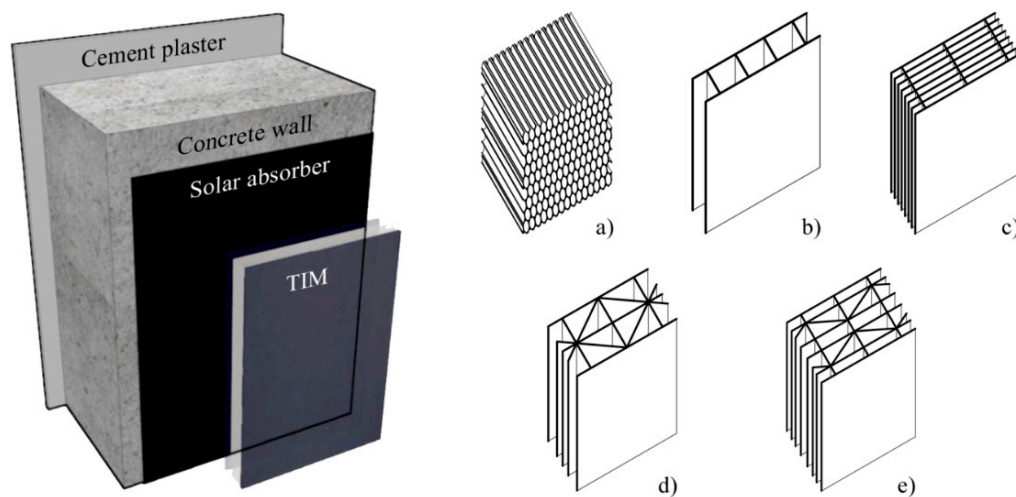 Cement plaster
Concrete wall
Solar absorber
TIM
a)
b)
c)
d)
e)